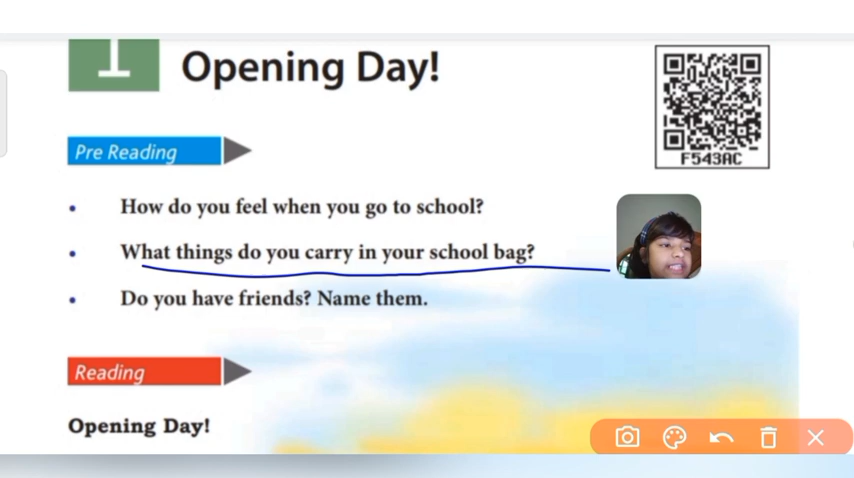 1
Opening Day!
F543AC
Pre Reading
• How do you feel when you go to school?
• What things do you carry in your school bag?
• Do you have friends? Name them.
Reading
Opening Day!